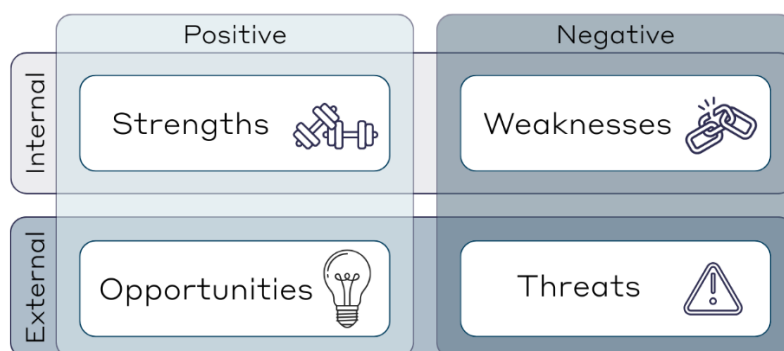 Positive
Negative
Internal
Strengths
Weaknesses
External
Opportunities
Threats